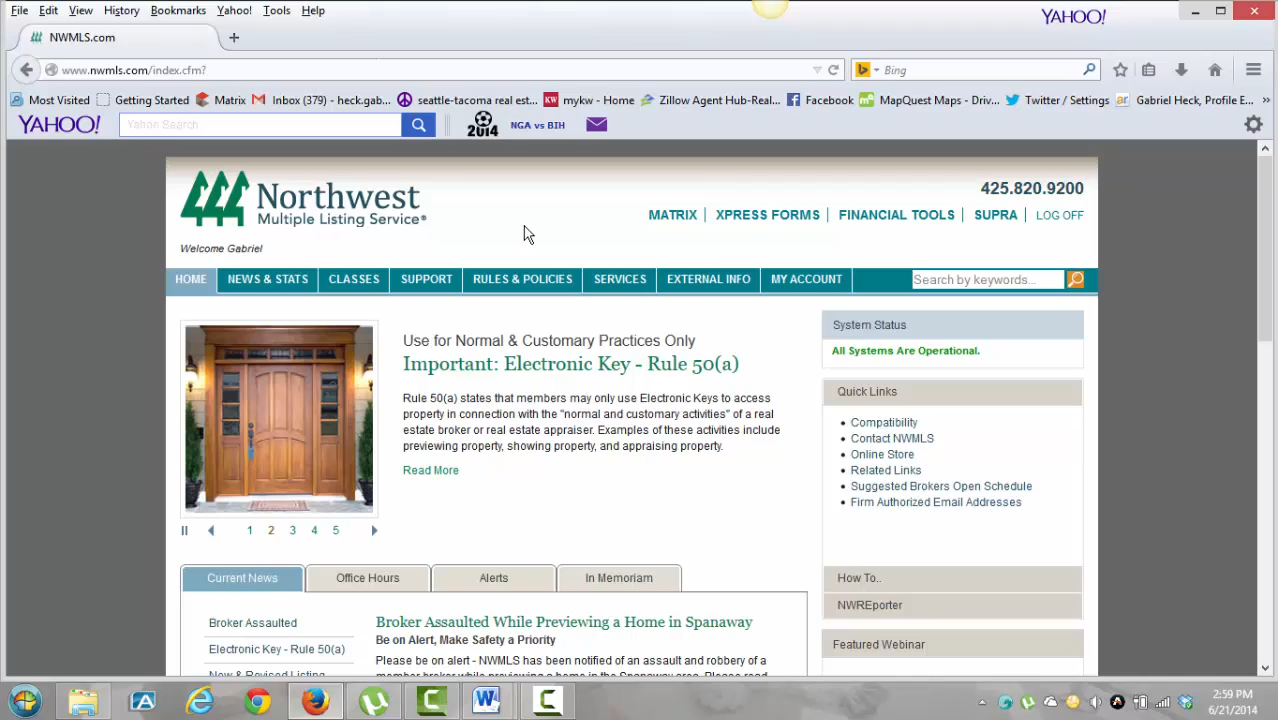 File Edit View History Bookmarks Yahoo! Tools Help
YAHOO!
NWMLS.com
www.nwmls.com/index.cfm?
Bing
Most Visited Getting Started Matrix Inbox (379) - heck.gab... seattle-tacoma real est... mykw - Home Zillow Agent Hub-Real... Facebook MapQuest Maps - Driv... Twitter / Settings Gabriel Heck, Profile E...
YAHOO! Yahoo Search 2014 NGA vs BIH
Northwest
Multiple Listing Service®
425.820.9200
MATRIX | XPRESS FORMS | FINANCIAL TOOLS | SUPRA | LOG OFF
Welcome Gabriel
HOME NEWS & STATS CLASSES SUPPORT RULES & POLICIES SERVICES EXTERNAL INFO MY ACCOUNT Search by keywords...
Use for Normal & Customary Practices Only
Important: Electronic Key - Rule 50(a)
Rule 50(a) states that members may only use Electronic Keys to access
property in connection with the "normal and customary activities" of a real
estate broker or real estate appraiser. Examples of these activities include
previewing property, showing property, and appraising property.
Read More
1 2 3 4 5
System Status
All Systems Are Operational.
Quick Links
• Compatibility
• Contact NWMLS
• Online Store
• Related Links
• Suggested Brokers Open Schedule
• Firm Authorized Email Addresses
How To..
NWREporter
Featured Webinar
Current News Office Hours Alerts In Memoriam
Broker Assaulted
Electronic Key - Rule 50(a)
New & Revised Listing
Broker Assaulted While Previewing a Home in Spanaway
Be on Alert, Make Safety a Priority
Please be on alert - NWMLS has been notified of an assault and robbery of a
member broker while previewing a home in the Spanaway area. Please read
2:59 PM
6/21/2014